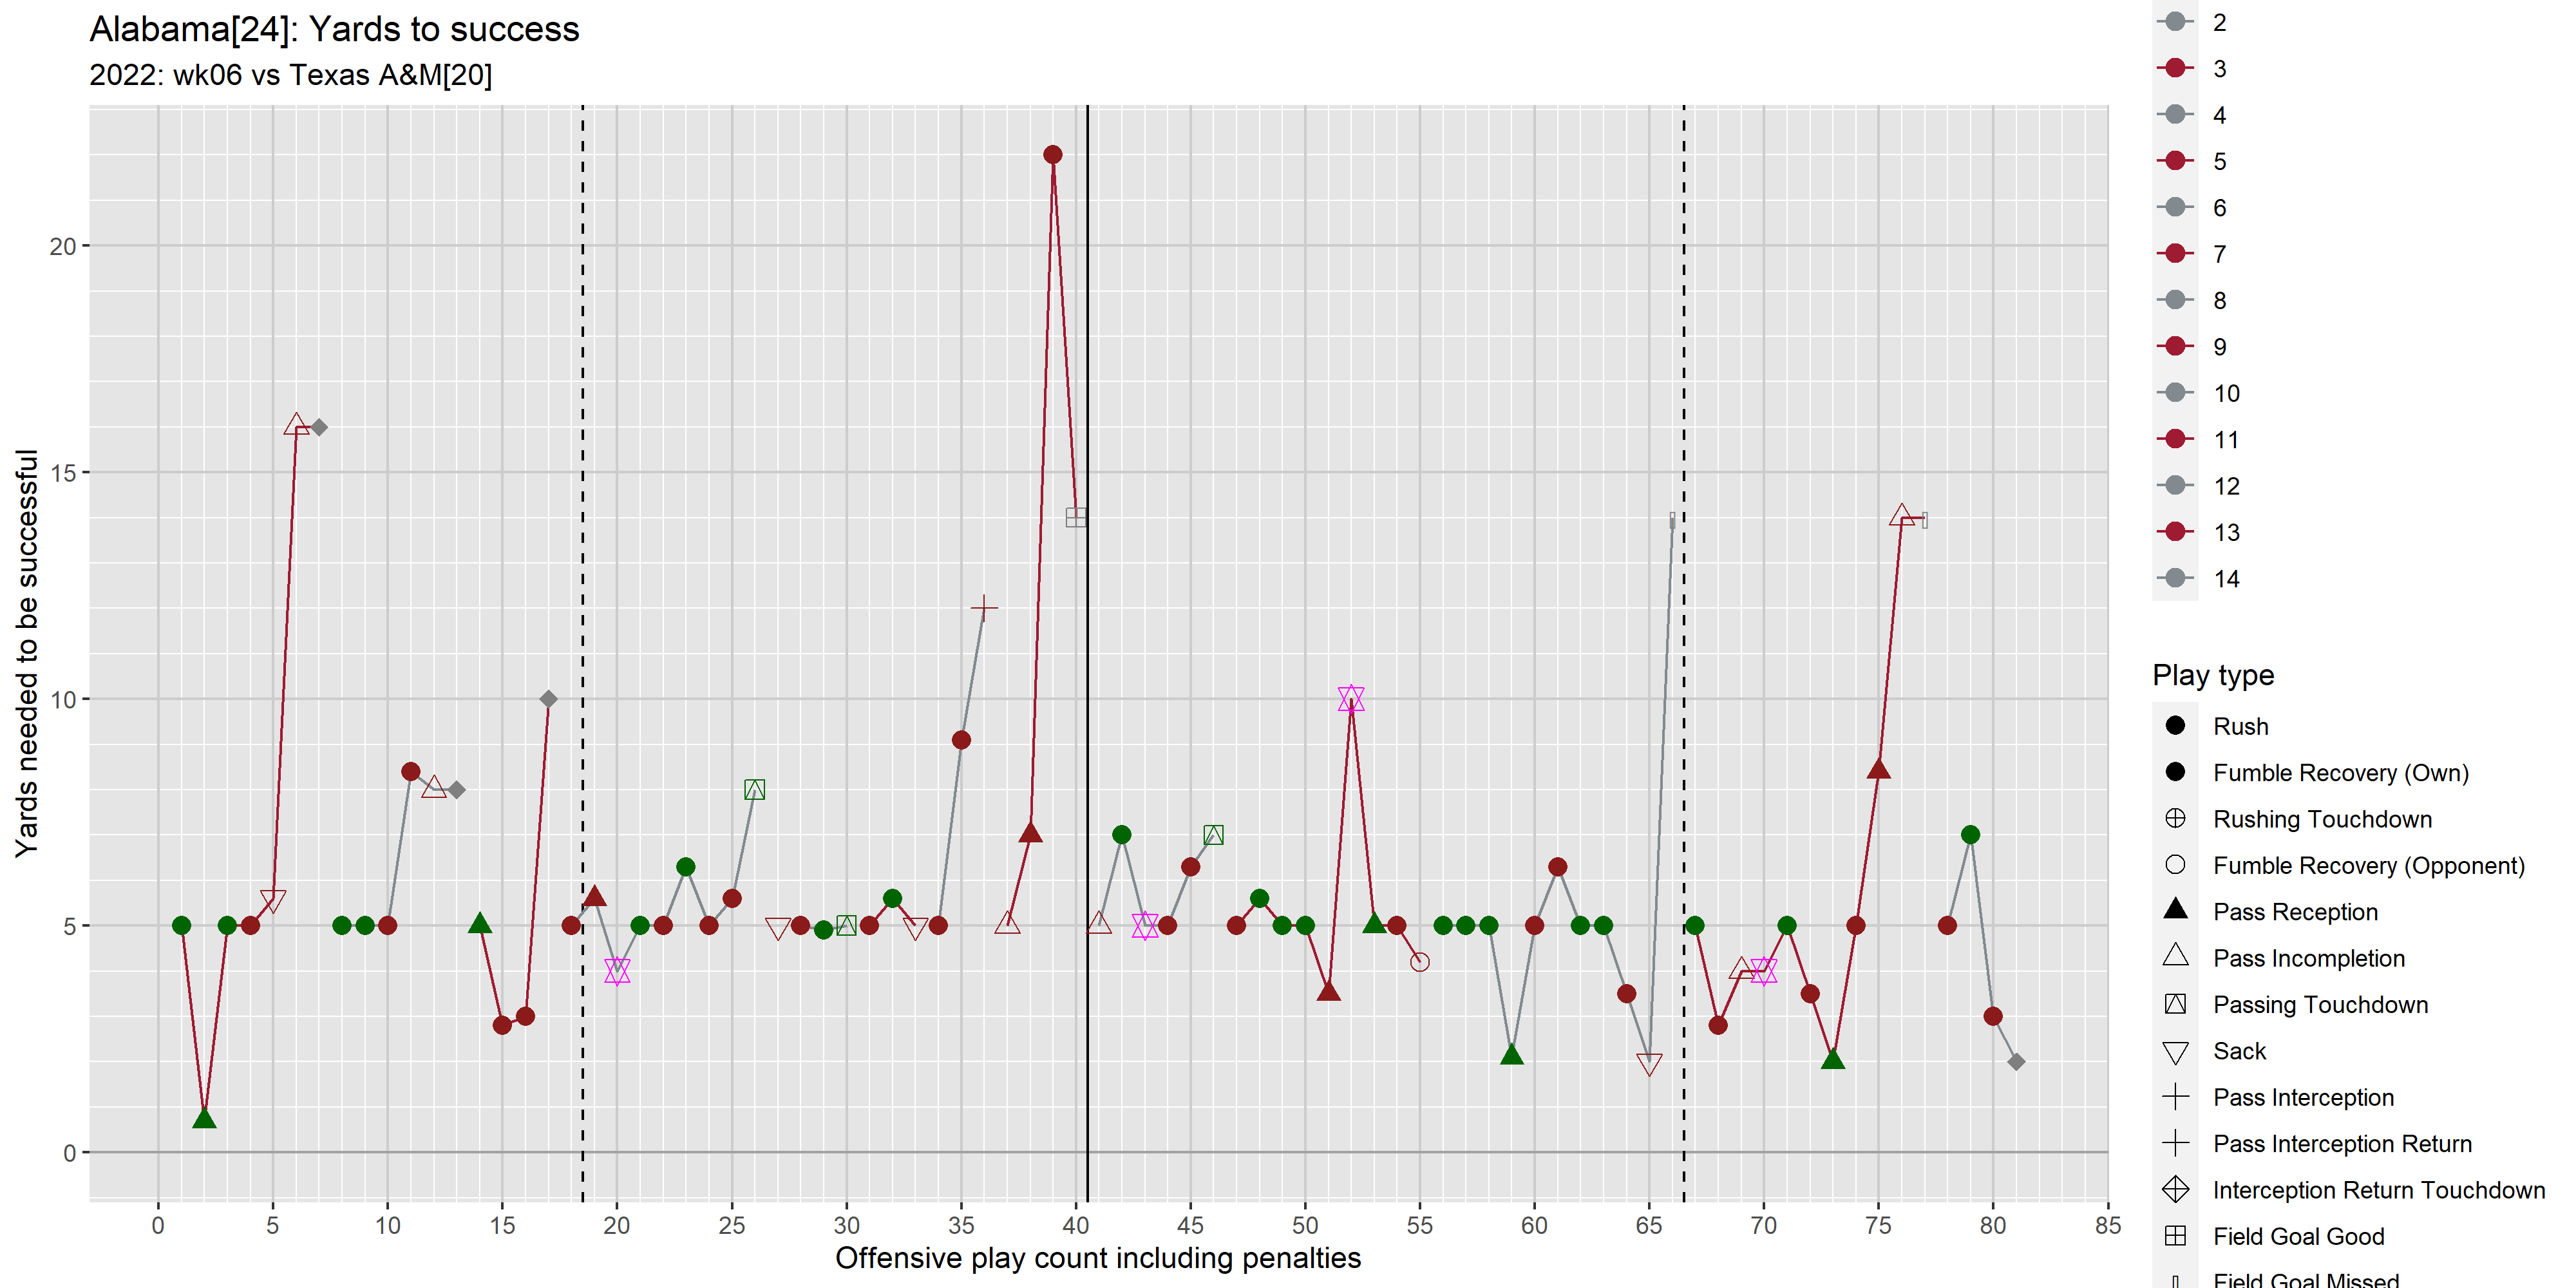 Alabama[24]: Yards to success
2022: wk06 vs Texas A&M[20]
Yards needed to be successful
20
15
10
5
0
0 5 10 15 20 25 30 35 40 45 50 55 60 65 70 75 80 85
Offensive play count including penalties
2
3
4
5
6
7
8
9
10
11
12
13
14
Play type
Rush
Fumble Recovery (Own)
Rushing Touchdown
Fumble Recovery (Opponent)
Pass Reception
Pass Incompletion
Passing Touchdown
Sack
Pass Interception
Pass Interception Return
Interception Return Touchdown
Field Goal Good
Field Goal Missed